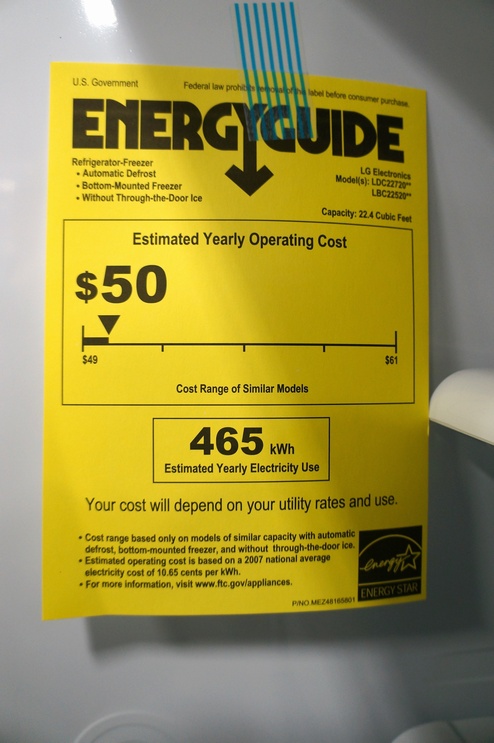 U.S. Government
Federal law prohibits removal of this label before consumer purchase.
ENERGYGUIDE
Refrigerator-Freezer
• Automatic Defrost
• Bottom-Mounted Freezer
• Without Through-the-Door Ice
LG Electronics
Model(s): LDC22720**
LBC22520**
Capacity: 22.4 Cubic Feet
Estimated Yearly Operating Cost
$50
$49
$61
Cost Range of Similar Models
465 kWh
Estimated Yearly Electricity Use
Your cost will depend on your utility rates and use.
• Cost range based only on models of similar capacity with automatic
defrost, bottom-mounted freezer, and without through-the-door ice.
• Estimated operating cost is based on a 2007 national average
electricity cost of 10.65 cents per kWh.
• For more information, visit www.ftc.gov/appliances.
energy
ENERGY STAR
P/NO.MEZ48165801